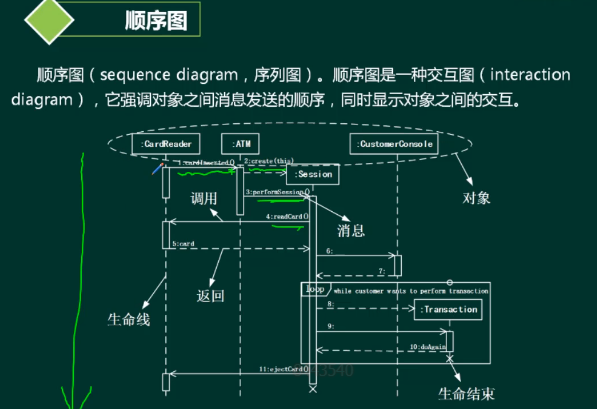 顺序图
顺序图（sequence diagram，序列图）。顺序图是一种交互图（interaction
diagram），它强调对象之间消息发送的顺序，同时显示对象之间的交互。
:CardReader
:ATM
:CustomerConsole
1:cardInserted()
2:create(this)
:Session
对象
调用
3:performSession()
4:readCard()
消息
5:card
6:
7:
返回
loop
while customer wants to perform transaction
8:
:Transaction
生命线
9:
10:doAgain
11:ejectCard()
生命结束